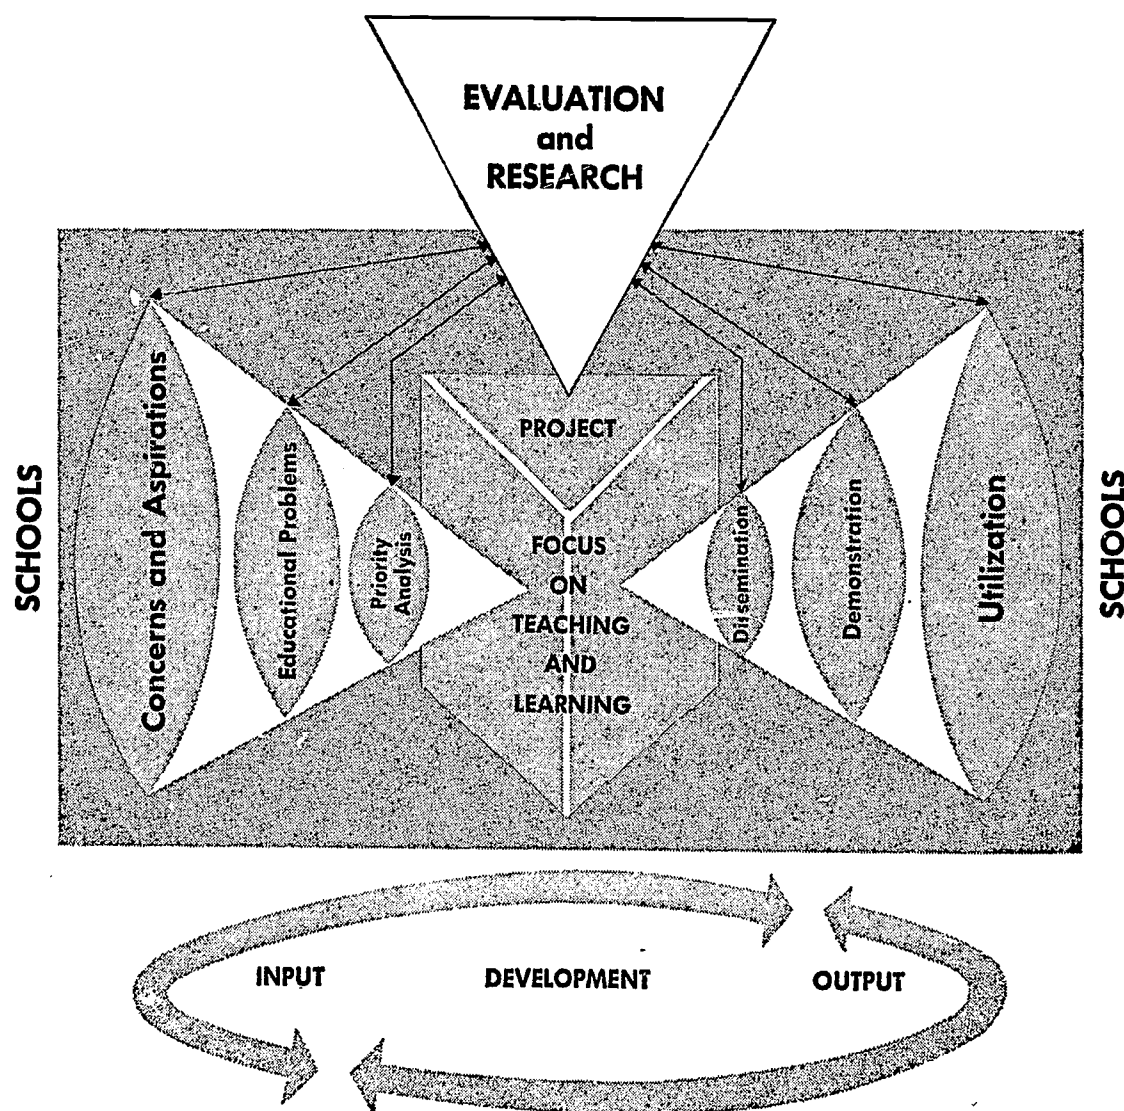 EVALUATION
and
RESEARCH
SCHOOLS
Concerns and Aspirations
Educational Problems
Priority
Analysis
PROJECT
FOCUS
ON
TEACHING
AND
LEARNING
Dissemination
Demonstration
Utilization
SCHOOLS
INPUT
DEVELOPMENT
OUTPUT